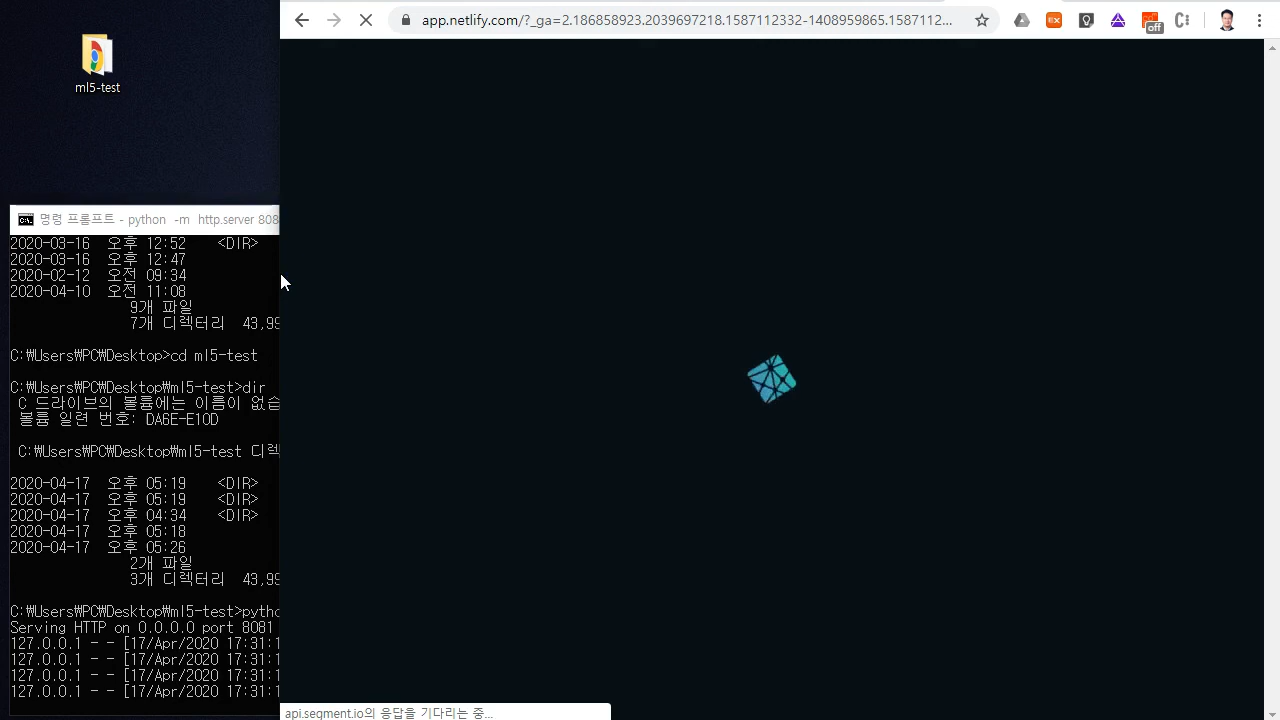 app.netlify.com/?_ga=2.186858923.2039697218.1587112332-1408959865.1587112...
EX
off
ml5-test
명령 프롬프트 - python -m http.server 808
2020-03-16 오후 12:52 <DIR>
2020-03-16 오후 12:47
2020-02-12 오전 09:34
2020-04-10 오전 11:08
9개 파일
7개 디렉터리 43,99
C:₩Users₩PC₩Desktop>cd ml5-test
C:₩Users₩PC₩Desktop₩ml5-test>dir
C 드라이브의 볼륨에는 이름이 없습
볼륨 일련 번호: DA6E-E10D
C:₩Users₩PC₩Desktop₩ml5-test 디렉
2020-04-17 오후 05:19 <DIR>
2020-04-17 오후 05:19 <DIR>
2020-04-17 오후 04:34 <DIR>
2020-04-17 오후 05:18
2020-04-17 오후 05:26
2개 파일
3개 디렉터리 43,99
C:₩Users₩PC₩Desktop₩ml5-test>pytho
Serving HTTP on 0.0.0.0 port 8081
127.0.0.1 - - [17/Apr/2020 17:31:1
127.0.0.1 - - [17/Apr/2020 17:31:1
127.0.0.1 - - [17/Apr/2020 17:31:1
127.0.0.1 - - [17/Apr/2020 17:31:1
api.segment.io의 응답을 기다리는 중...